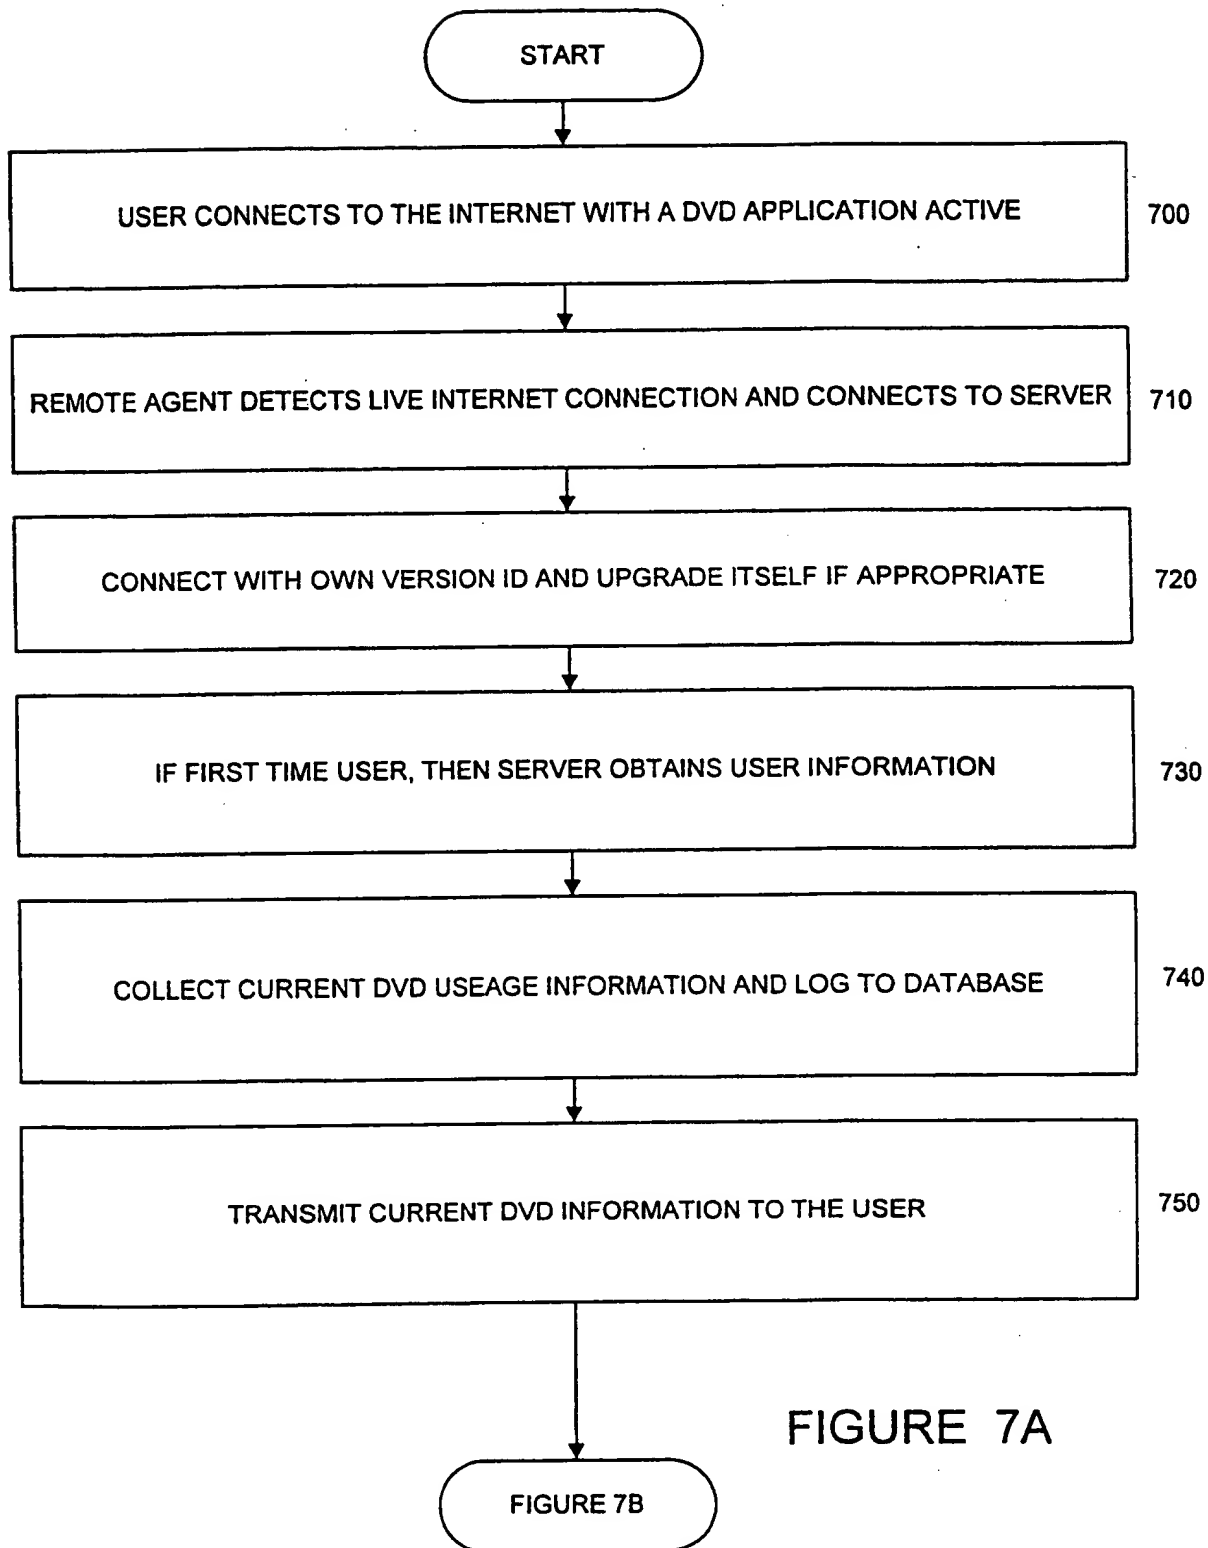 START
USER CONNECTS TO THE INTERNET WITH A DVD APPLICATION ACTIVE
700
REMOTE AGENT DETECTS LIVE INTERNET CONNECTION AND CONNECTS TO SERVER
710
CONNECT WITH OWN VERSION ID AND UPGRADE ITSELF IF APPROPRIATE
720
IF FIRST TIME USER, THEN SERVER OBTAINS USER INFORMATION
730
COLLECT CURRENT DVD USEAGE INFORMATION AND LOG TO DATABASE
740
TRANSMIT CURRENT DVD INFORMATION TO THE USER
750
FIGURE 7A
FIGURE 7B